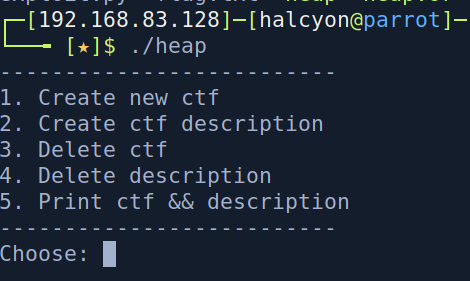 [192.168.83.128]─[halcyon@parrot]─
[★]$ ./heap
--------------------------
1. Create new ctf
2. Create ctf description
3. Delete ctf
4. Delete description
5. Print ctf && description
--------------------------
Choose: